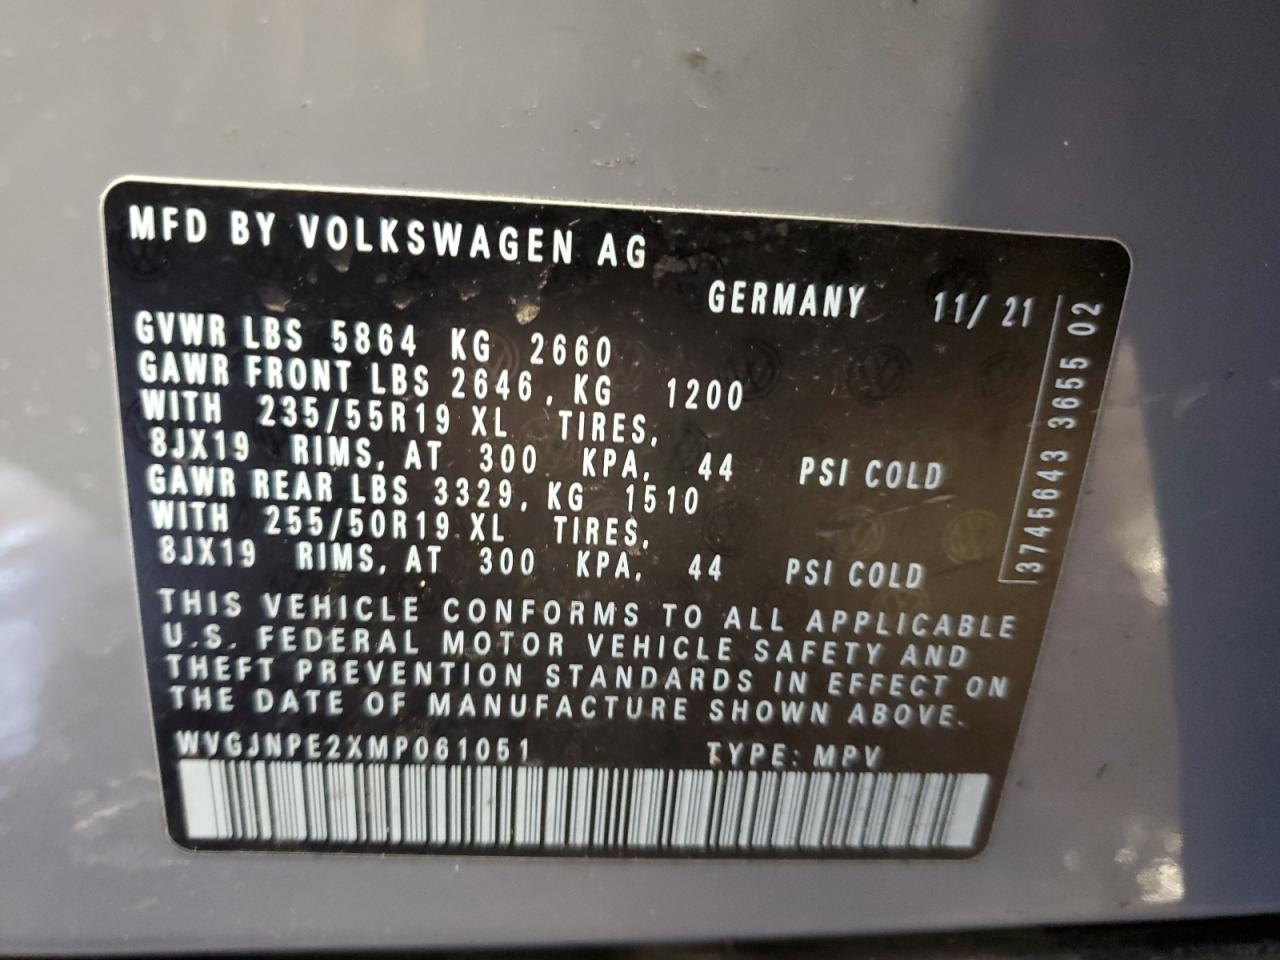 MFD BY VOLKSWAGEN AG
GERMANY 11/ 21
GVWR LBS 5864 KG 2660
GAWR FRONT LBS 2646, KG 1200
WITH 235/55R19 XL TIRES,
8JX19 RIMS, AT 300 KPA, 44 PSI COLD
GAWR REAR LBS 3329, KG 1510
WITH 255/50R19 XL TIRES,
8JX19 RIMS, AT 300 KPA, 44 PSI COLD
THIS VEHICLE CONFORMS TO ALL APPLICABLE
U.S. FEDERAL MOTOR VEHICLE SAFETY AND
THEFT PREVENTION STANDARDS IN EFFECT ON
THE DATE OF MANUFACTURE SHOWN ABOVE.
WVGJNPE2XMP061051 TYPE: MPV
3745643 3655 02